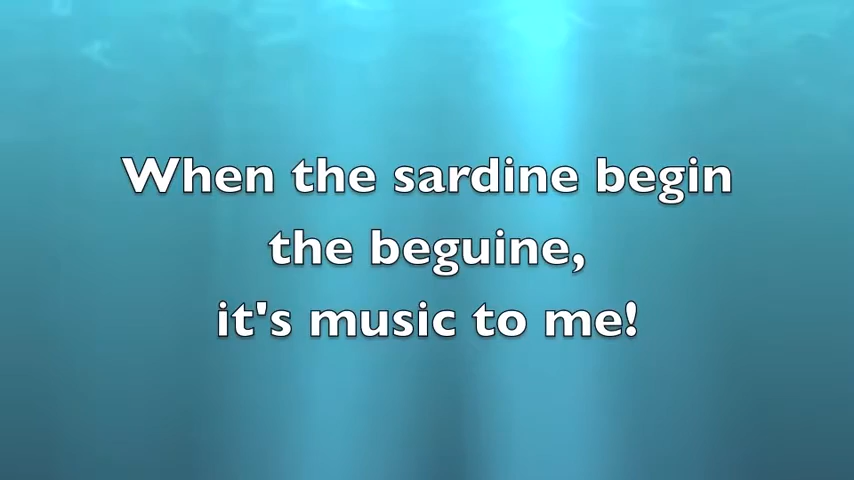 When the sardine begin
the beguine,
it's music to me!